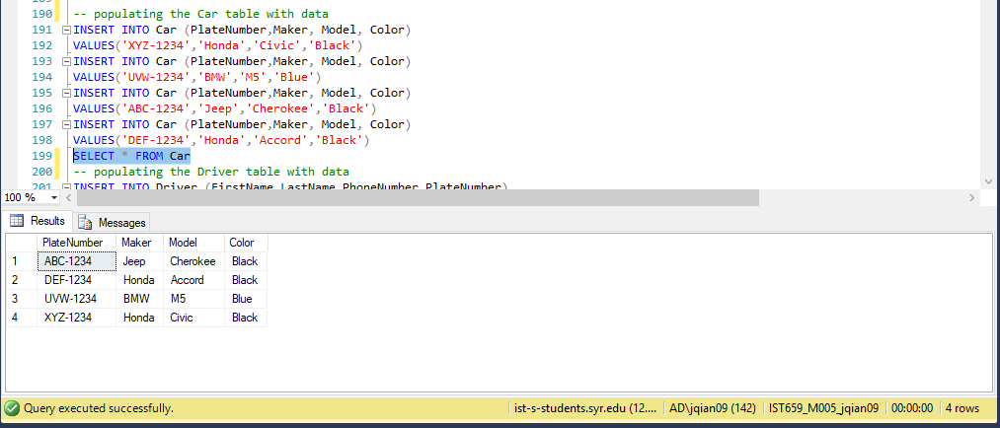 190 -- populating the Car table with data
191 INSERT INTO Car (PlateNumber,Maker, Model, Color)
192 VALUES('XYZ-1234','Honda','Civic','Black')
193 INSERT INTO Car (PlateNumber,Maker, Model, Color)
194 VALUES('UVW-1234','BMW','M5','Blue')
195 INSERT INTO Car (PlateNumber,Maker, Model, Color)
196 VALUES('ABC-1234','Jeep','Cherokee','Black')
197 INSERT INTO Car (PlateNumber,Maker, Model, Color)
198 VALUES('DEF-1234','Honda','Accord','Black')
199 SELECT * FROM Car
200 -- populating the Driver table with data
201 INSERT INTO Driver (FirstName,LastName,PhoneNumber,PlateNumber)
100 %
Results Messages
PlateNumber Maker Model Color
1 ABC-1234 Jeep Cherokee Black
2 DEF-1234 Honda Accord Black
3 UVW-1234 BMW M5 Blue
4 XYZ-1234 Honda Civic Black
Query executed successfully. ist-s-students.syr.edu (12.... AD\jqian09 (142) IST659_M005_jqian09 00:00:00 4 rows